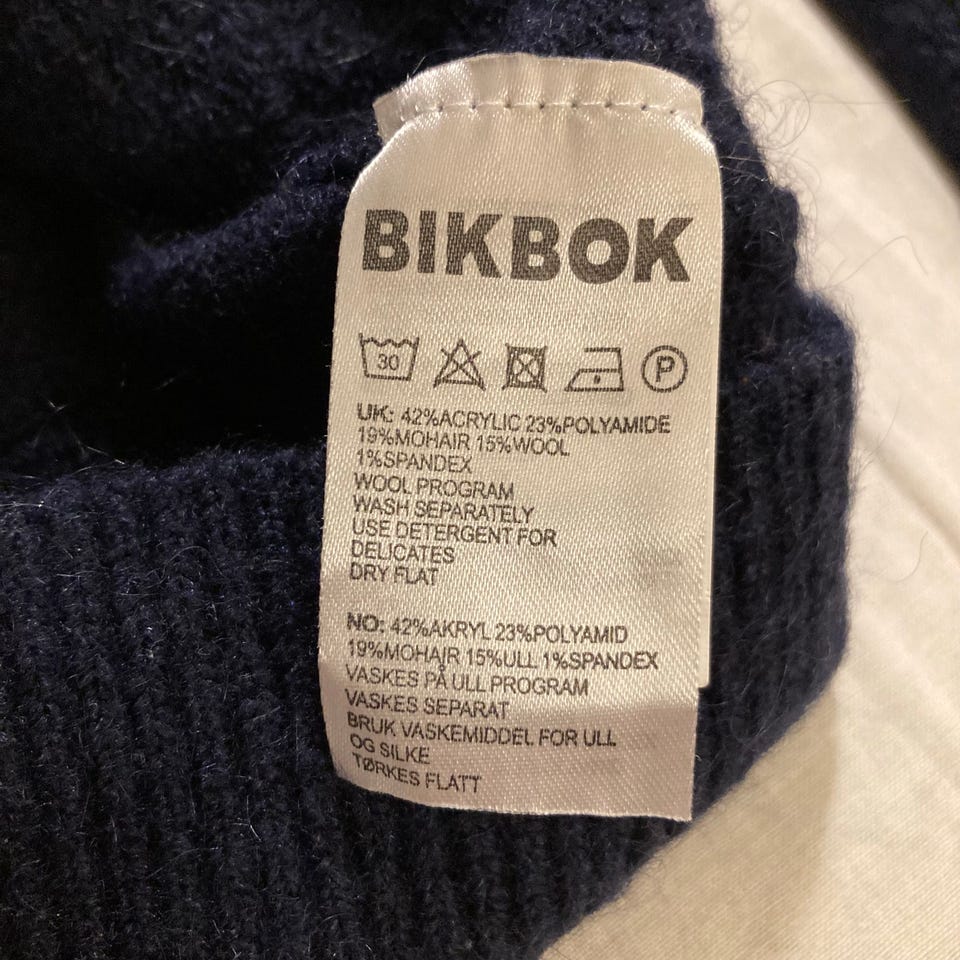 BIKBOK
30 P
UK: 42%ACRYLIC 23%POLYAMIDE
19%MOHAIR 15%WOOL
1%SPANDEX
WOOL PROGRAM
WASH SEPARATELY
USE DETERGENT FOR
DELICATES
DRY FLAT
NO: 42%AKRYL 23%POLYAMID
19%MOHAIR 15%ULL 1%SPANDEX
VASKES PÅ ULL PROGRAM
VASKES SEPARAT
BRUK VASKEMIDDEL FOR ULL
OG SILKE
TØRKES FLATT